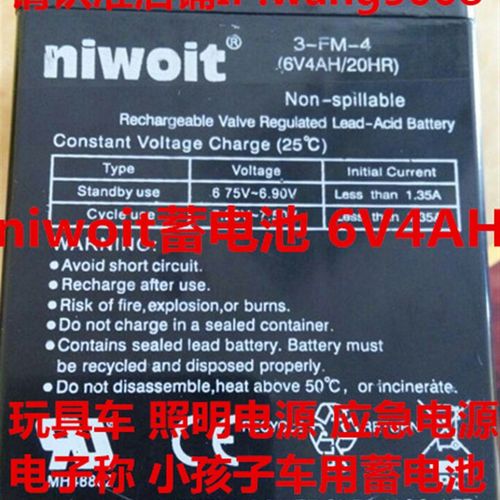 niwoit®
3-FM-4
(6V4AH/20HR)
Non-spillable
Rechargeable Valve Regulated Lead-Acid Battery
Constant Voltage Charge (25℃)
Type Voltage Initial Current
Standby use 6 75V~6.90V Less than 1.35A
Cycle use Less than
niwoit蓄电池 6V4AH
WARNING:
●Avoid short circuit.
●Recharge after use.
●Risk of fire,explosion,or burns.
●Do not charge in a sealed container.
●Contains sealed lead battery. Battery must
be recycled and disposed properly.
●Do not disassemble,heat above 50℃, or incinerate.
玩具车 照明电源 应急电源
电子称 小孩子车用蓄电池